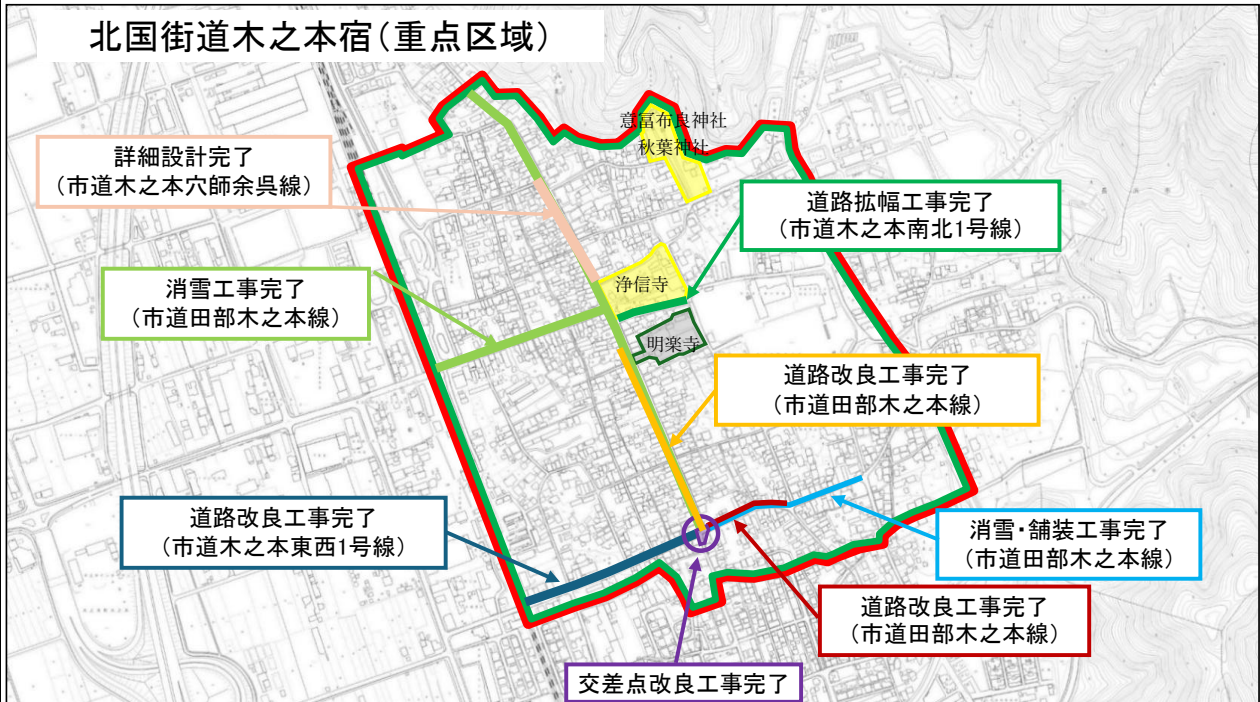 北国街道木之本宿（重点区域）
意冨布良神社
秋葉神社
詳細設計完了
（市道木之本穴師余呉線）
道路拡幅工事完了
（市道木之本南北1号線）
消雪工事完了
（市道田部木之本線）
浄信寺
明楽寺
道路改良工事完了
（市道田部木之本線）
道路改良工事完了
（市道木之本東西1号線）
消雪・舗装工事完了
（市道田部木之本線）
道路改良工事完了
（市道田部木之本線）
交差点改良工事完了